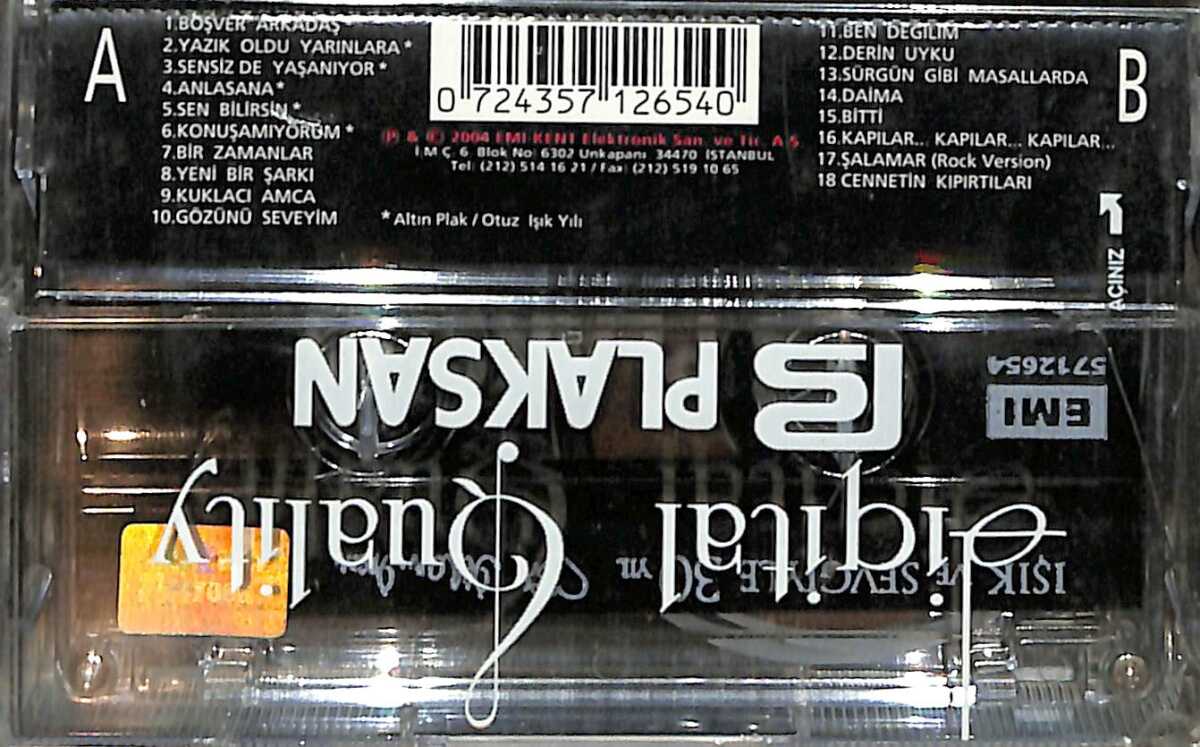 A
1.BOŞVER ARKADAŞ
2.YAZIK OLDU YARINLARA *
3.SENSİZ DE YAŞANIYOR *
4.ANLASANA *
5.SEN BİLİRSİN *
6.KONUŞAMIYORUM *
7.BİR ZAMANLAR
8.YENİ BİR ŞARKI
9.KUKLACI AMCA
10.GÖZÜNÜ SEVEYİM
0 724357 126540
℗ & © 2004 EMI-KENT Elektronik San. ve Tic. A.Ş.
İ.M.Ç. 6. Blok No: 6302 Unkapanı 34470 İSTANBUL
Tel: (212) 514 16 21 / Fax: (212) 519 10 65
* Altın Plak / Otuz Işık Yılı
B
11.BEN DEĞİLİM
12.DERİN UYKU
13.SÜRGÜN GİBİ MASALLARDA
14.DAİMA
15.BİTTİ
16.KAPILAR... KAPILAR... KAPILAR...
17.ŞALAMAR (Rock Version)
18 CENNETİN KIPIRTILARI
AÇINIZ
Digital Quality
PLAKSAN
EMI
5712654
IŞIK VE SEVGİYLE 30 YIL